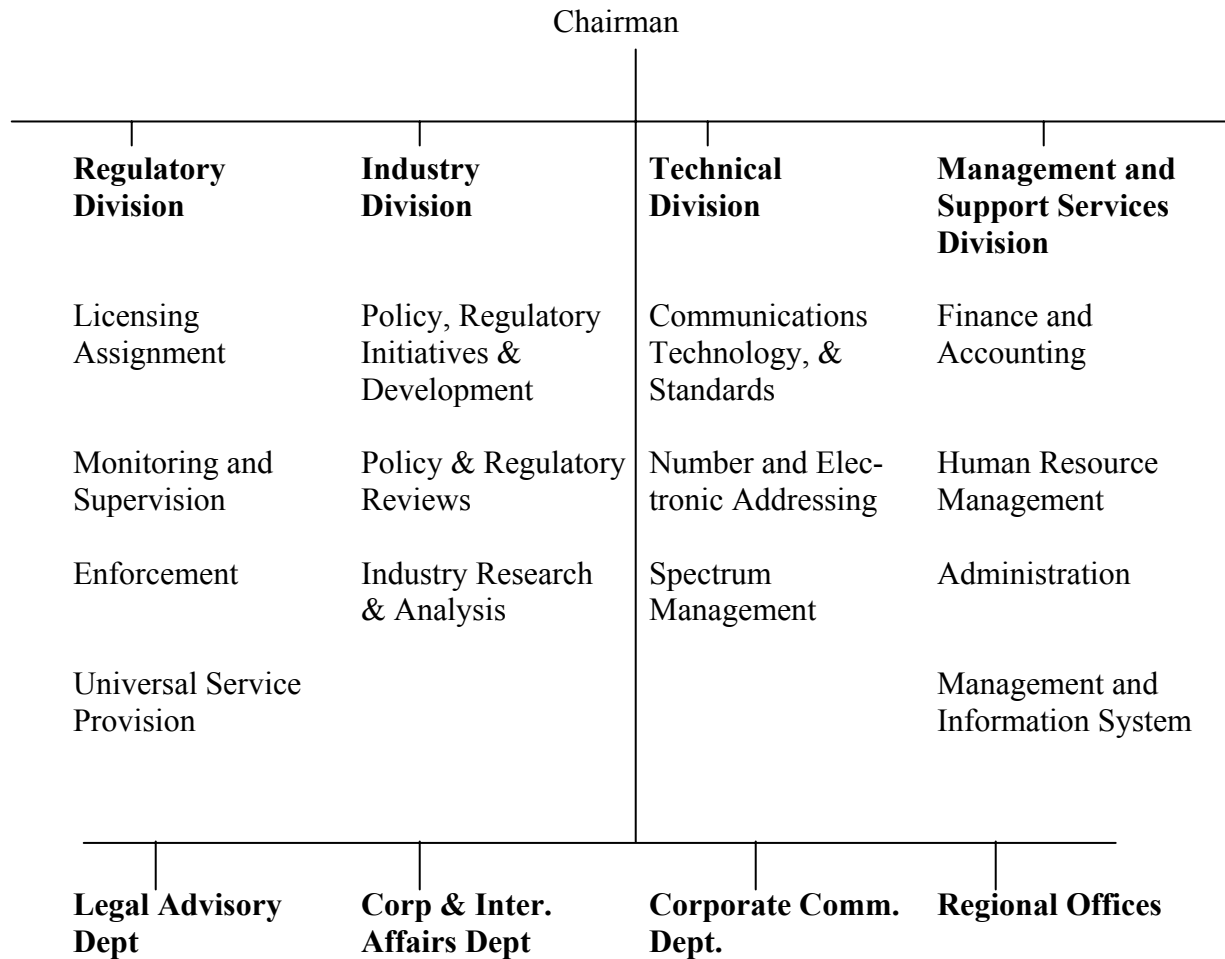 Chairman
Regulatory
Division
Industry
Division
Technical
Division
Management and
Support Services
Division
Licensing
Assignment
Policy, Regulatory
Initiatives &
Development
Communications
Technology, &
Standards
Finance and
Accounting
Monitoring and
Supervision
Policy & Regulatory
Reviews
Number and Elec-
tronic Addressing
Human Resource
Management
Enforcement
Industry Research
& Analysis
Spectrum
Management
Administration
Universal Service
Provision
Management and
Information System
Legal Advisory
Dept
Corp & Inter.
Affairs Dept
Corporate Comm.
Dept.
Regional Offices